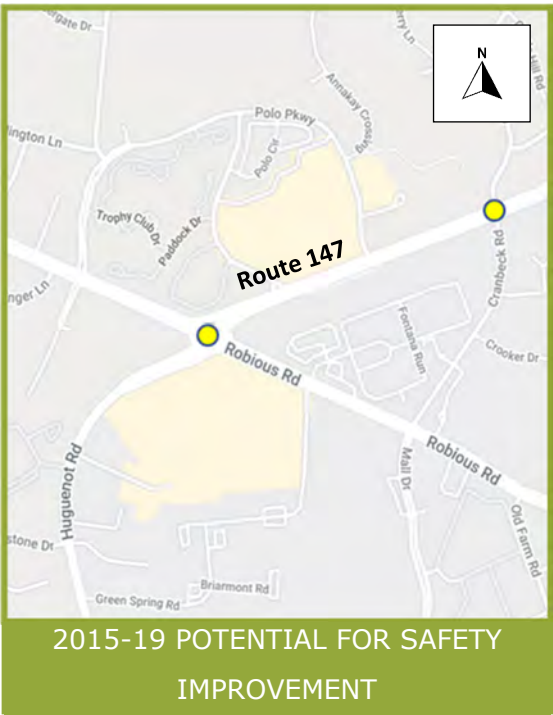 N
Polo Pkwy
Annakay Crossing
Polo Cir
Trophy Club Dr
Paddock Dr
Route 147
Cranbeck Rd
Fontana Run
Crooker Dr
Robious Rd
Robious Rd
Huguenot Rd
Mall Dr
Old Farm Rd
Briarmont Rd
Green Spring Rd
2015-19 POTENTIAL FOR SAFETY
IMPROVEMENT